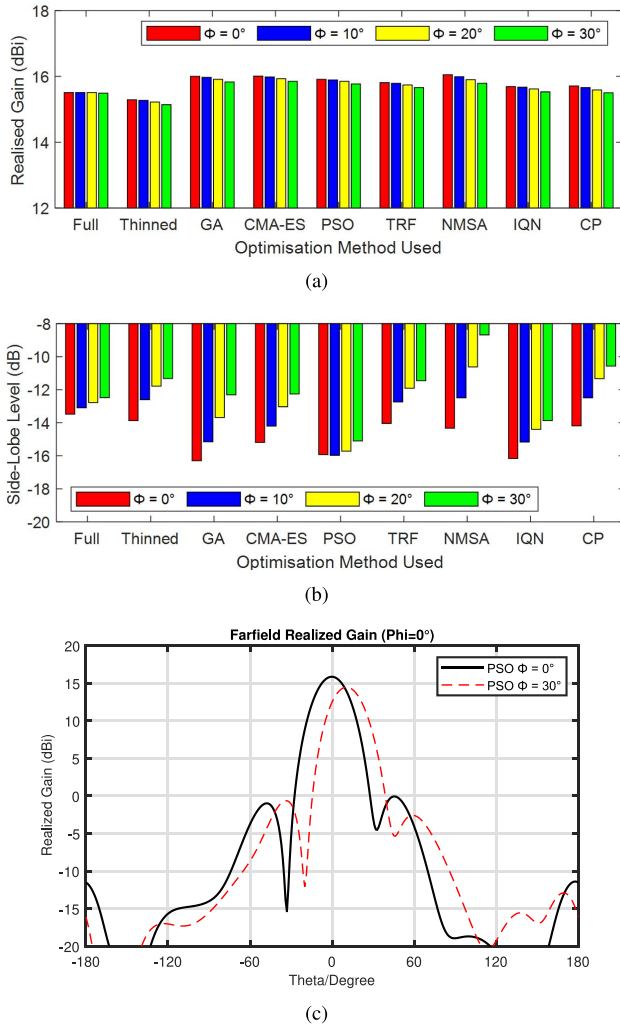 (a)
Φ = 0° Φ = 10° Φ = 20° Φ = 30°
Realised Gain (dBi)
18
16
14
12
Full Thinned GA CMA-ES PSO TRF NMSA IQN CP
Optimisation Method Used
(a)
Side-Lobe Level (dB)
-8
-10
-12
-14
-16
-18
-20
Φ = 0° Φ = 10° Φ = 20° Φ = 30°
Full Thinned GA CMA-ES PSO TRF NMSA IQN CP
Optimisation Method Used
(b)
Farfield Realized Gain (Phi=0°)
Realized Gain (dBi)
20
15
10
5
0
-5
-10
-15
-20
PSO Φ = 0°
PSO Φ = 30°
-180 -120 -60 0 60 120 180
Theta/Degree
(c)